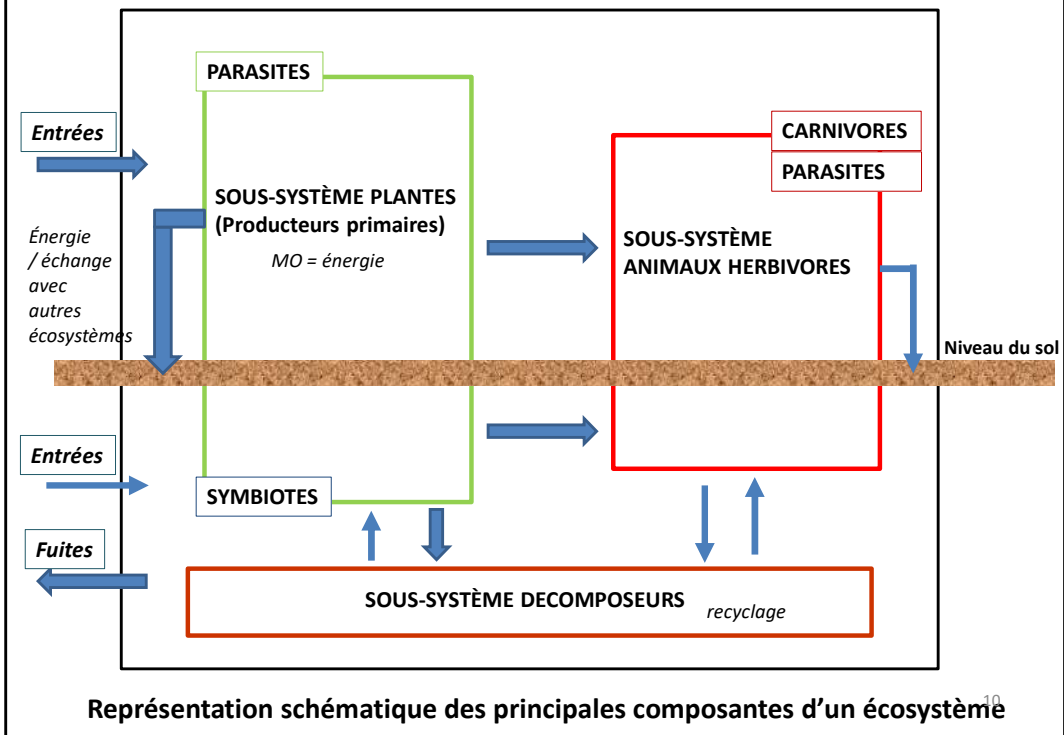 PARASITES
Entrées
CARNIVORES
PARASITES
SOUS-SYSTÈME PLANTES
(Producteurs primaires)
MO = énergie
Énergie
/ échange
avec
autres
écosystèmes
SOUS-SYSTÈME
ANIMAUX HERBIVORES
Niveau du sol
Entrées
SYMBIOTES
Fuites
SOUS-SYSTÈME DECOMPOSEURS
recyclage
Représentation schématique des principales composantes d’un écosystème
10